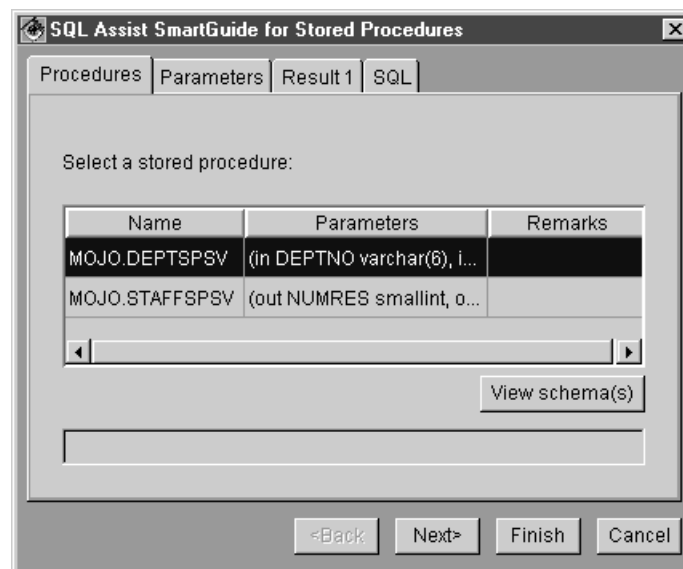 SQL Assist SmartGuide for Stored Procedures
Procedures Parameters Result 1 SQL
Select a stored procedure:
Name Parameters Remarks
MOJO.DEPTSPSV (in DEPTNO varchar(6), i...
MOJO.STAFFSPSV (out NUMRES smallint, o...
View schema(s)
<Back Next> Finish Cancel